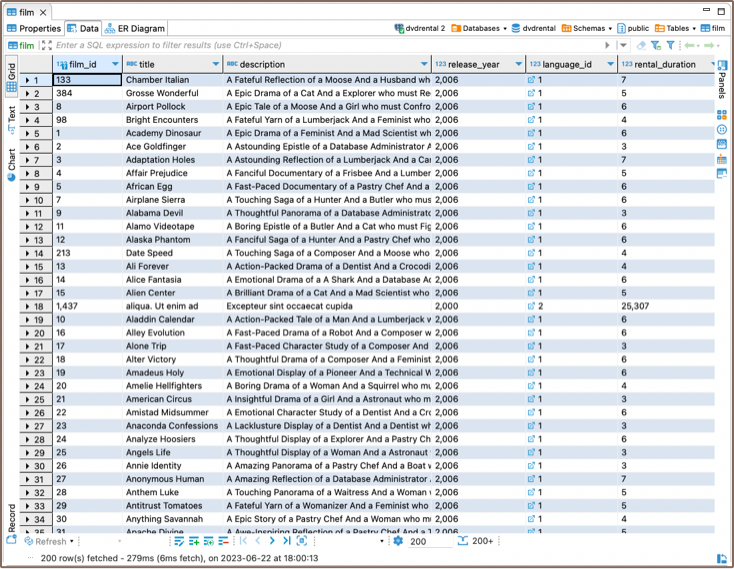 film
Properties Data ER Diagram dvdrental 2 Databases dvdrental Schemas public Tables film
film Enter a SQL expression to filter results (use Ctrl+Space)
Grid
Text
Chart
Record
Panels
123 film_id ABC title ABC description 123 release_year 123 language_id 123 rental_duration
1 133 Chamber Italian A Fateful Reflection of a Moose And a Husband wh 2,006 1 7
2 384 Grosse Wonderful A Epic Drama of a Cat And a Explorer who must Re 2,006 1 5
3 8 Airport Pollock A Epic Tale of a Moose And a Girl who must Confro 2,006 1 6
4 98 Bright Encounters A Fateful Yarn of a Lumberjack And a Feminist who 2,006 1 4
5 1 Academy Dinosaur A Epic Drama of a Feminist And a Mad Scientist wh 2,006 1 6
6 2 Ace Goldfinger A Astounding Epistle of a Database Administrator A 2,006 1 3
7 3 Adaptation Holes A Astounding Reflection of a Lumberjack And a Car 2,006 1 7
8 4 Affair Prejudice A Fanciful Documentary of a Frisbee And a Lumber 2,006 1 5
9 5 African Egg A Fast-Paced Documentary of a Pastry Chef And a 2,006 1 6
10 7 Airplane Sierra A Touching Saga of a Hunter And a Butler who mus 2,006 1 6
11 9 Alabama Devil A Thoughtful Panorama of a Database Administrato 2,006 1 3
12 11 Alamo Videotape A Boring Epistle of a Butler And a Cat who must Fig 2,006 1 6
13 12 Alaska Phantom A Fanciful Saga of a Hunter And a Pastry Chef who 2,006 1 6
14 213 Date Speed A Touching Saga of a Composer And a Moose who 2,006 1 4
15 13 Ali Forever A Action-Packed Drama of a Dentist And a Crocodi 2,006 1 4
16 14 Alice Fantasia A Emotional Drama of a A Shark And a Database Ad 2,006 1 6
17 15 Alien Center A Brilliant Drama of a Cat And a Mad Scientist who 2,006 1 5
18 1,437 aliqua. Ut enim ad Excepteur sint occaecat cupida 2,000 2 25,307
19 10 Aladdin Calendar A Action-Packed Tale of a Man And a Lumberjack w 2,006 1 6
20 16 Alley Evolution A Fast-Paced Drama of a Robot And a Composer w 2,006 1 6
21 17 Alone Trip A Fast-Paced Character Study of a Composer And 2,006 1 3
22 18 Alter Victory A Thoughtful Drama of a Composer And a Feminist 2,006 1 6
23 19 Amadeus Holy A Emotional Display of a Pioneer And a Technical W 2,006 1 6
24 20 Amelie Hellfighters A Boring Drama of a Woman And a Squirrel who mu 2,006 1 4
25 21 American Circus A Insightful Drama of a Girl And a Astronaut who m 2,006 1 3
26 22 Amistad Midsummer A Emotional Character Study of a Dentist And a Cro 2,006 1 6
27 23 Anaconda Confessions A Lacklusture Display of a Dentist And a Dentist wh 2,006 1 3
28 24 Analyze Hoosiers A Thoughtful Display of a Explorer And a Pastry Ch 2,006 1 6
29 25 Angels Life A Thoughtful Display of a Woman And a Astronaut 2,006 1 3
30 26 Annie Identity A Amazing Panorama of a Pastry Chef And a Boat w 2,006 1 3
31 27 Anonymous Human A Amazing Reflection of a Database Administrator 2,006 1 7
32 28 Anthem Luke A Touching Panorama of a Waitress And a Woman 2,006 1 5
33 29 Antitrust Tomatoes A Fateful Yarn of a Womanizer And a Feminist who 2,006 1 5
34 30 Anything Savannah A Epic Story of a Pastry Chef And a Woman who m 2,006 1 4
35 31 Apache Divine A Awe-Inspiring Reflection of a Pastry Chef And a 2,006 1 5
Refresh 200 200+
200 row(s) fetched - 279ms (6ms fetch), on 2023-06-22 at 18:00:13